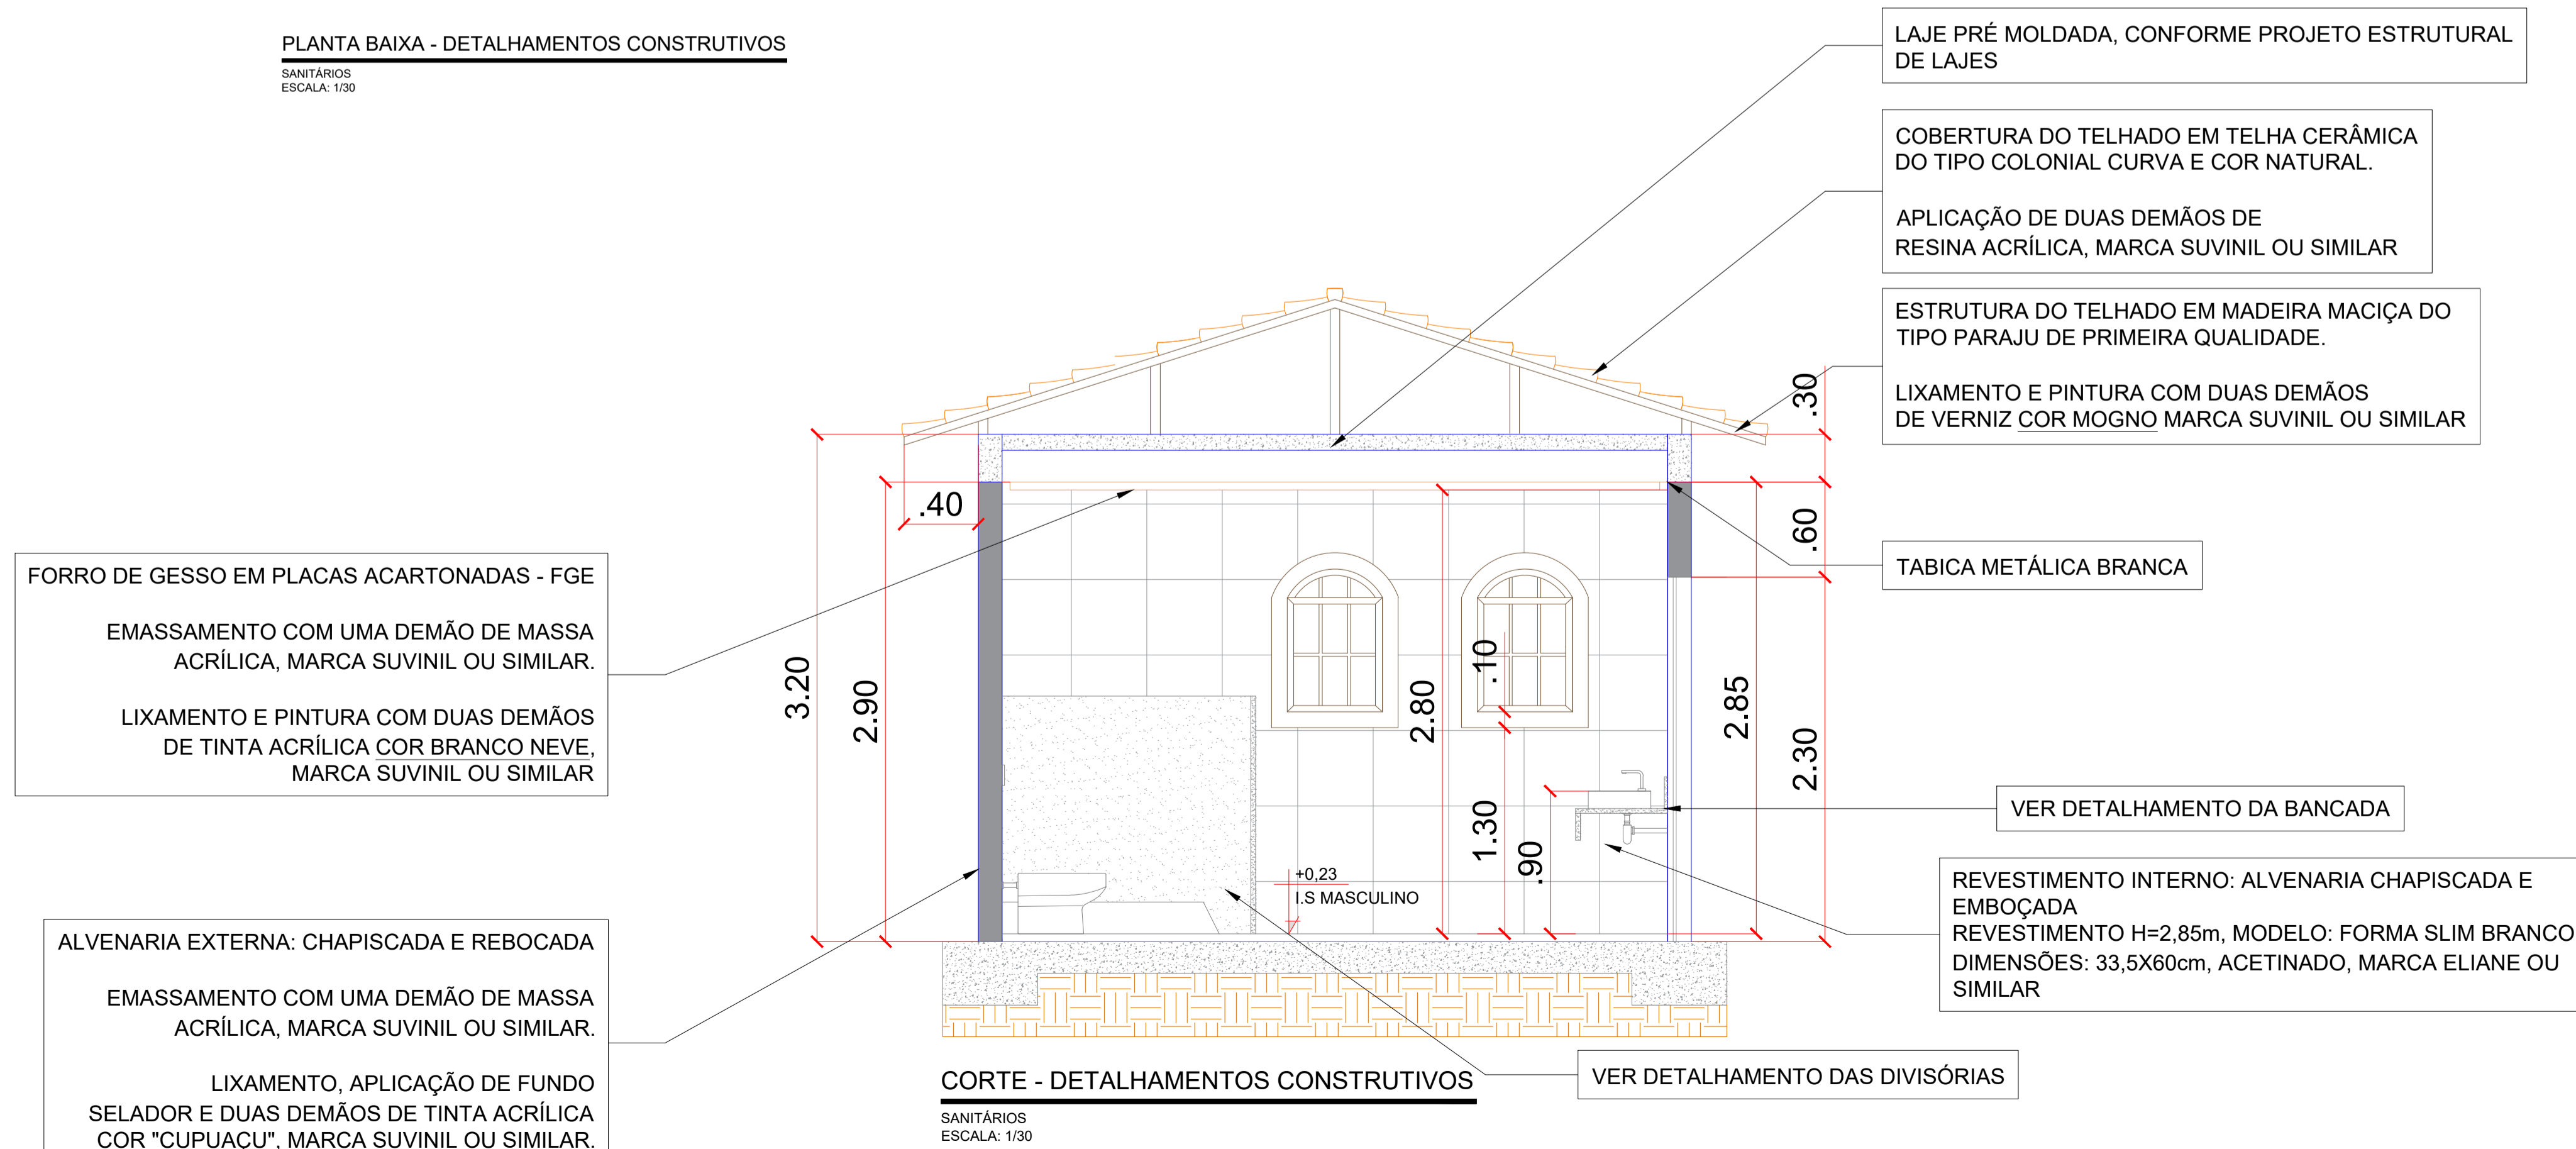 PLANTA BAIXA - DETALHAMENTOS CONSTRUTIVOS
SANITÁRIOS
ESCALA: 1/30
LAJE PRÉ MOLDADA, CONFORME PROJETO ESTRUTURAL
DE LAJES
COBERTURA DO TELHADO EM TELHA CERÂMICA
DO TIPO COLONIAL CURVA E COR NATURAL.
APLICAÇÃO DE DUAS DEMÃOS DE
RESINA ACRÍLICA, MARCA SUVINIL OU SIMILAR
ESTRUTURA DO TELHADO EM MADEIRA MACIÇA DO
TIPO PARAJU DE PRIMEIRA QUALIDADE.
LIXAMENTO E PINTURA COM DUAS DEMÃOS
DE VERNIZ COR MOGNO MARCA SUVINIL OU SIMILAR
.30
.40
.60
TABICA METÁLICA BRANCA
FORRO DE GESSO EM PLACAS ACARTONADAS - FGE
EMASSAMENTO COM UMA DEMÃO DE MASSA
ACRÍLICA, MARCA SUVINIL OU SIMILAR.
LIXAMENTO E PINTURA COM DUAS DEMÃOS
DE TINTA ACRÍLICA COR BRANCO NEVE,
MARCA SUVINIL OU SIMILAR
3.20
2.90
2.80
.10
2.85
2.30
1.30
.90
+0,23
I.S MASCULINO
VER DETALHAMENTO DA BANCADA
REVESTIMENTO INTERNO: ALVENARIA CHAPISCADA E
EMBOÇADA
REVESTIMENTO H=2,85m, MODELO: FORMA SLIM BRANCO
DIMENSÕES: 33,5X60cm, ACETINADO, MARCA ELIANE OU
SIMILAR
ALVENARIA EXTERNA: CHAPISCADA E REBOCADA
EMASSAMENTO COM UMA DEMÃO DE MASSA
ACRÍLICA, MARCA SUVINIL OU SIMILAR.
LIXAMENTO, APLICAÇÃO DE FUNDO
SELADOR E DUAS DEMÃOS DE TINTA ACRÍLICA
COR "CUPUAÇU", MARCA SUVINIL OU SIMILAR.
VER DETALHAMENTO DAS DIVISÓRIAS
CORTE - DETALHAMENTOS CONSTRUTIVOS
SANITÁRIOS
ESCALA: 1/30